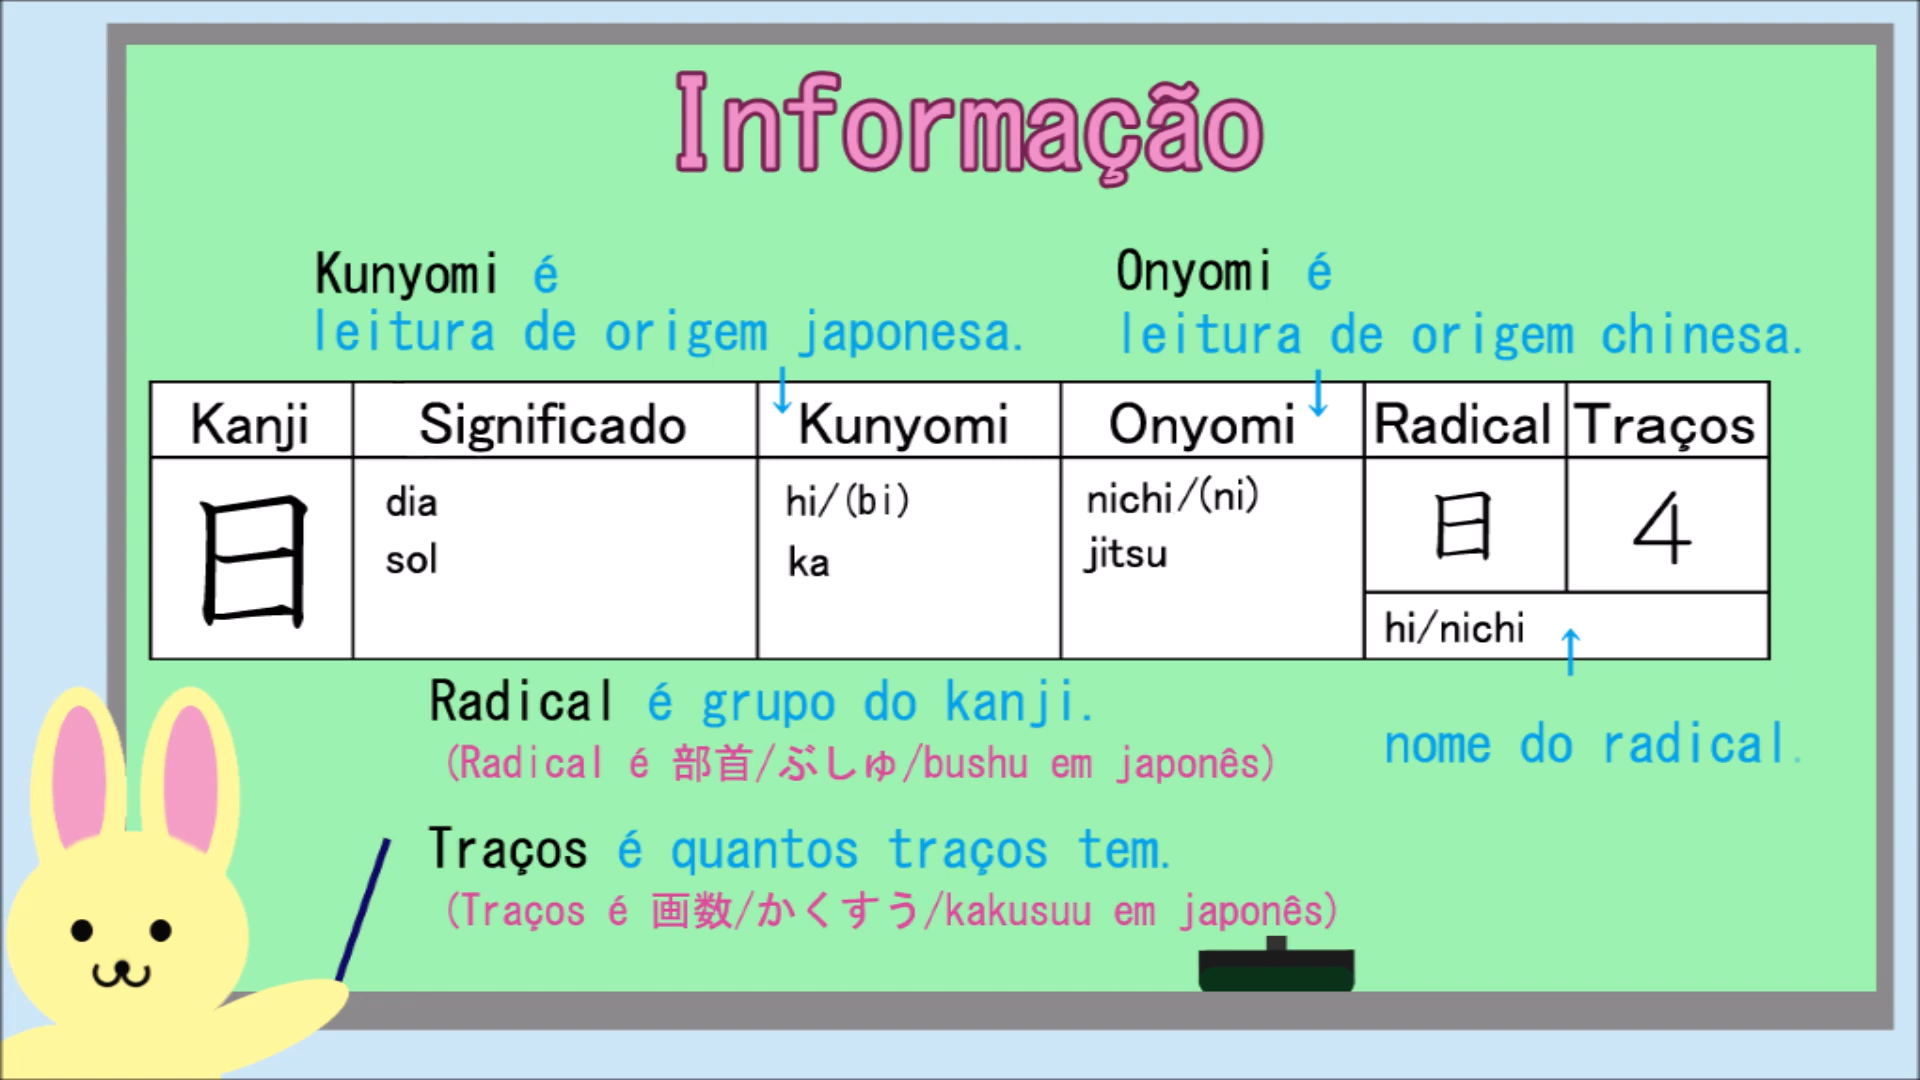 Informação
Kunyomi é
leitura de origem japonesa.
Onyomi é
leitura de origem chinesa.
Kanji Significado Kunyomi Onyomi Radical Traços
日 dia hi/(bi) nichi/(ni) 日 4
sol ka jitsu
hi/nichi
Radical é grupo do kanji.
(Radical é 部首/ぶしゅ/bushu em japonês)
nome do radical.
Traços é quantos traços tem.
(Traços é 画数/かくすう/kakusuu em japonês)